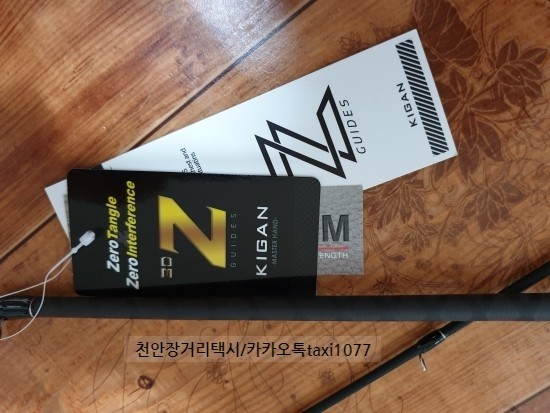 KIGAN
GUIDES
ZeroTangle
ZeroInterference
3D Z
GUIDES
KIGAN
-MASTER HAND-
M
ENGTH
천안장거리택시/카카오톡taxi1077